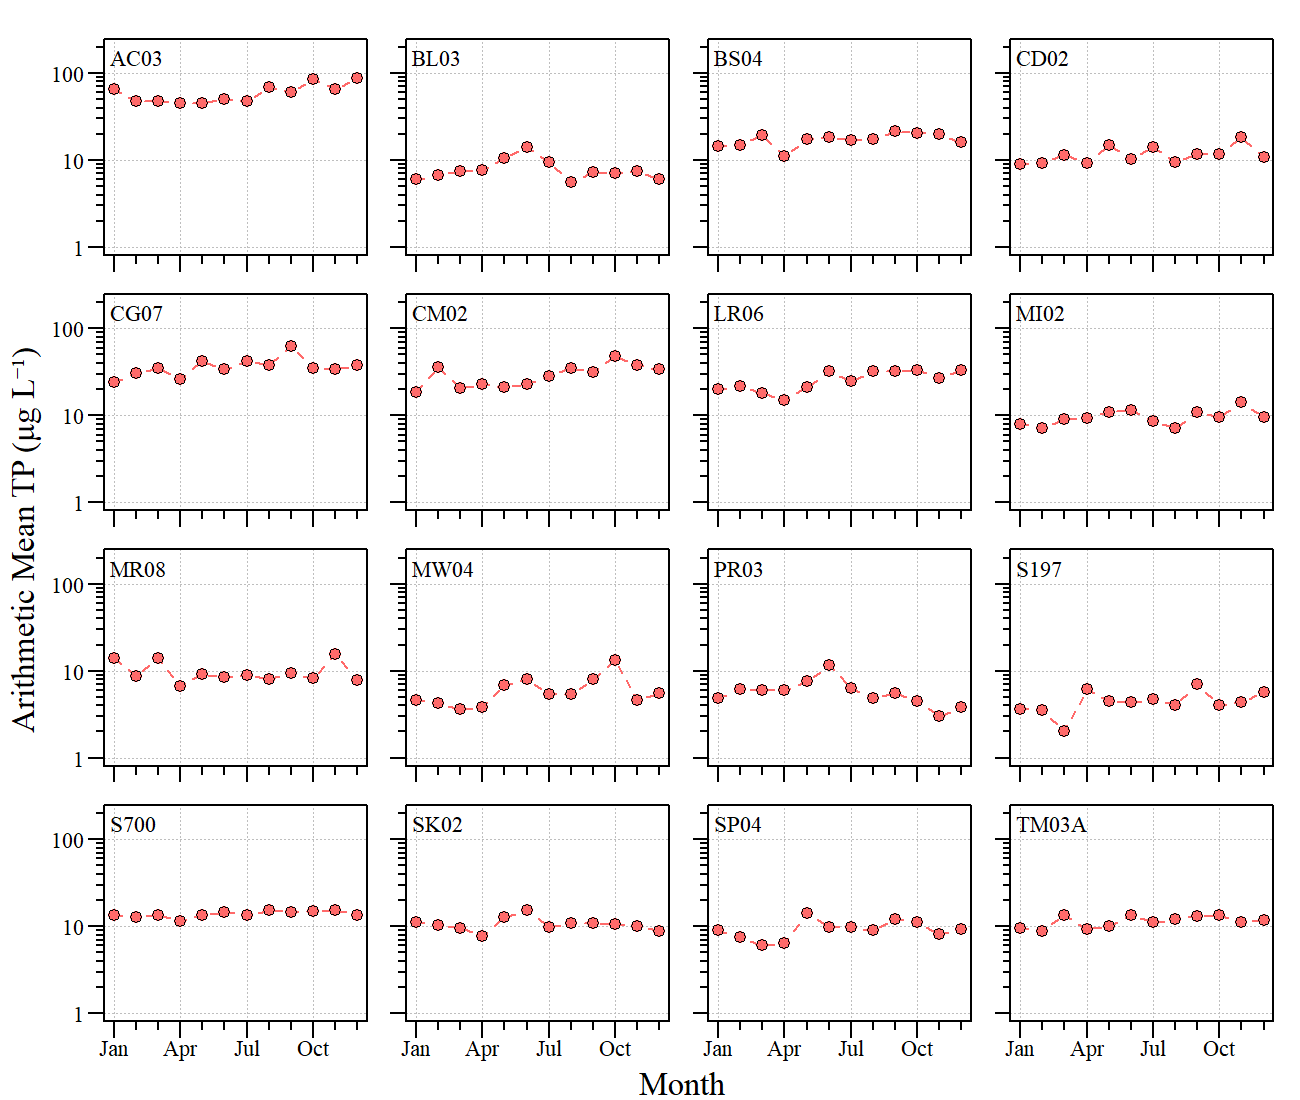 AC03 BL03 BS04 CD02
100
10
1
CG07 CM02 LR06 MI02
100
10
1
MR08 MW04 PR03 S197
100
10
1
S700 SK02 SP04 TM03A
100
10
1
Jan Apr Jul Oct Jan Apr Jul Oct Jan Apr Jul Oct Jan Apr Jul Oct
Month
Arithmetic Mean TP (μg L⁻¹)